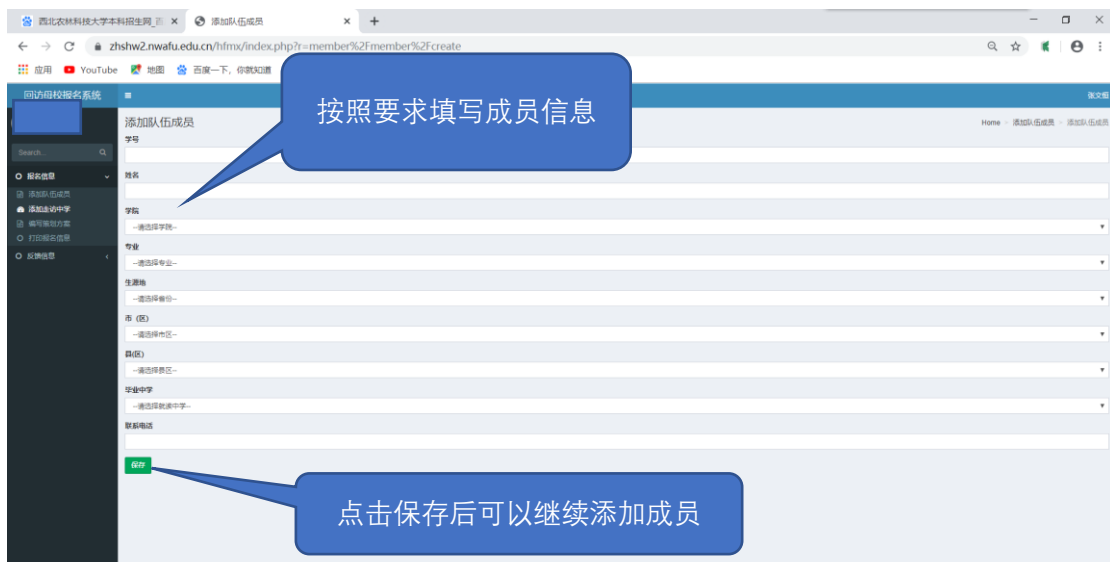 西北农林科技大学本科招生网_西
添加队伍成员
zhshw2.nwafu.edu.cn/hfmx/index.php?r=member%2Fmember%2Fcreate
应用 YouTube 地图 百度一下，你就知道
回访母校报名系统
按照要求填写成员信息
添加队伍成员
Home > 添加队伍成员 > 添加队伍成员
学号
Search...
报名信息
姓名
添加队伍成员
添加走访中学
学院
编写策划方案
--请选择学院--
打印报名信息
专业
反馈信息
--请选择专业--
生源地
--请选择省份--
市（区）
--请选择市区--
县(区)
--请选择县区--
毕业中学
--请选择就读中学--
联系电话
保存
点击保存后可以继续添加成员